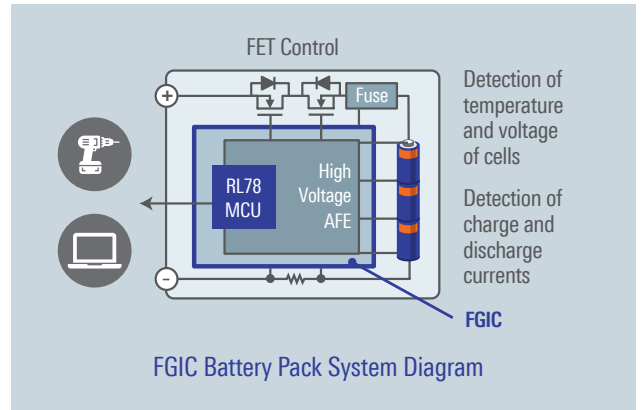 FET Control
+
Fuse
RL78
MCU
High
Voltage
AFE
−
Detection of
temperature
and voltage
of cells
Detection of
charge and
discharge
currents
FGIC
FGIC Battery Pack System Diagram